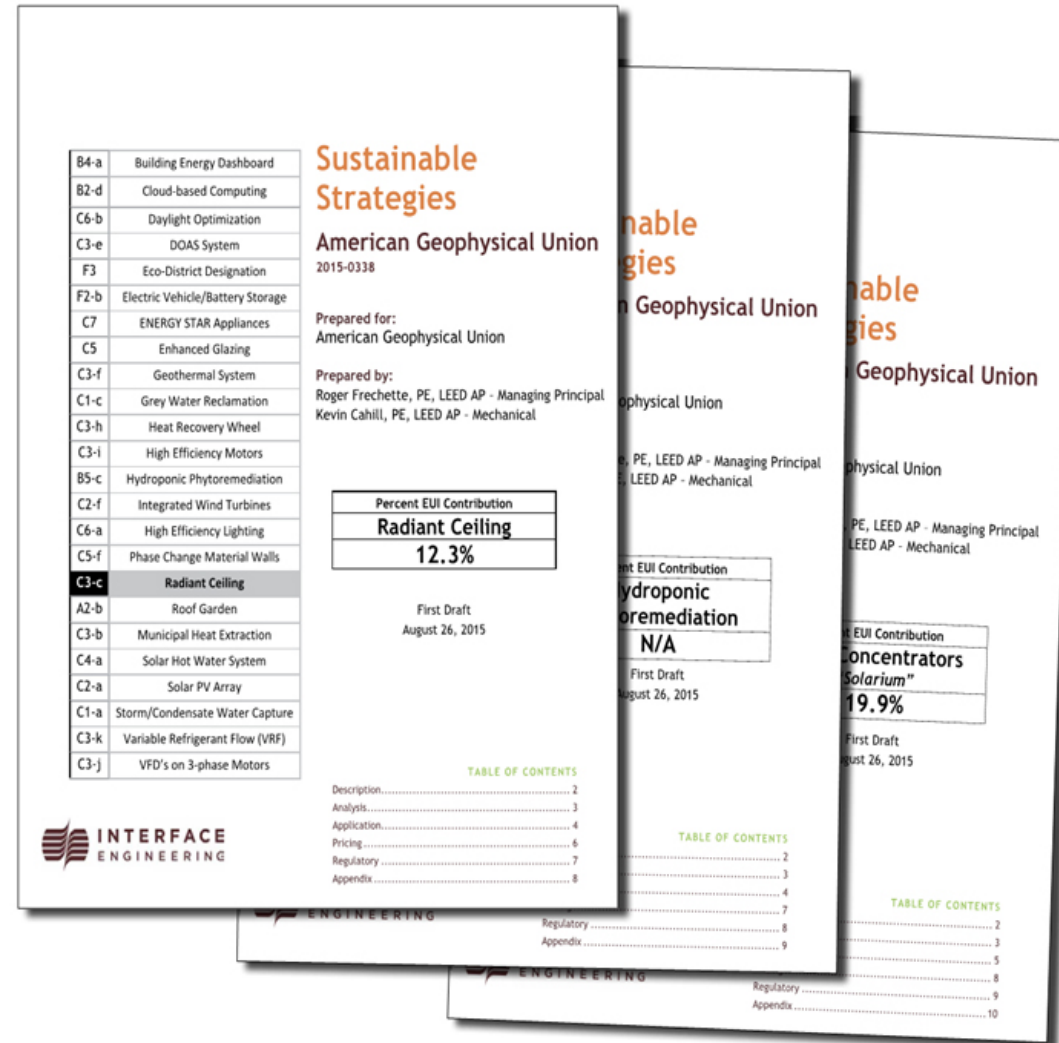 B4-a Building Energy Dashboard
B2-d Cloud-based Computing
C6-b Daylight Optimization
C3-e DOAS System
F3 Eco-District Designation
F2-b Electric Vehicle/Battery Storage
C7 ENERGY STAR Appliances
C5 Enhanced Glazing
C3-f Geothermal System
C1-c Grey Water Reclamation
C3-h Heat Recovery Wheel
C3-i High Efficiency Motors
B5-c Hydroponic Phytoremediation
C2-f Integrated Wind Turbines
C6-a High Efficiency Lighting
C5-f Phase Change Material Walls
C3-c Radiant Ceiling
A2-b Roof Garden
C3-b Municipal Heat Extraction
C4-a Solar Hot Water System
C2-a Solar PV Array
C1-a Storm/Condensate Water Capture
C3-k Variable Refrigerant Flow (VRF)
C3-j VFD's on 3-phase Motors
INTERFACE
ENGINEERING
Sustainable
Strategies
American Geophysical Union
2015-0338
Prepared for:
American Geophysical Union
Prepared by:
Roger Frechette, PE, LEED AP - Managing Principal
Kevin Cahill, PE, LEED AP - Mechanical
Percent EUI Contribution
Radiant Ceiling
12.3%
First Draft
August 26, 2015
TABLE OF CONTENTS
Description 2
Analysis 3
Application 4
Pricing 6
Regulatory 7
Appendix 8
nable
gies
n Geophysical Union
ophysical Union
e, PE, LEED AP - Managing Principal
, LEED AP - Mechanical
ent EUI Contribution
ydroponic
oremediation
N/A
First Draft
August 26, 2015
TABLE OF CONTENTS
2
3
4
7
Regulatory 8
Appendix 9
ENGINEERING
nable
gies
Geophysical Union
physical Union
PE, LEED AP - Managing Principal
LEED AP - Mechanical
t EUI Contribution
Concentrators
"Solarium"
19.9%
First Draft
gust 26, 2015
TABLE OF CONTENTS
2
3
5
8
Regulatory 9
Appendix 10
ENGINEERING